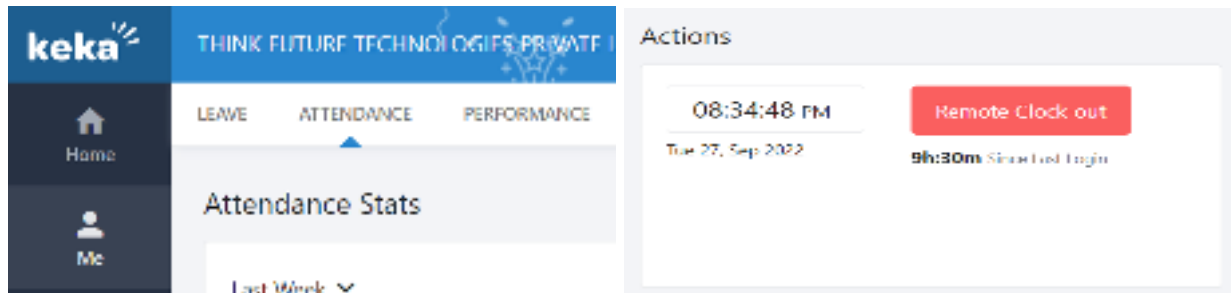 keka
THINK FUTURE TECHNOLOGIES PRIVATE
LEAVE ATTENDANCE PERFORMANCE
Home
Attendance Stats
Me
Last Week
Actions
08:34:48 PM
Remote Clock out
Tue 27, Sep 2022
9h:30m Since Last Login